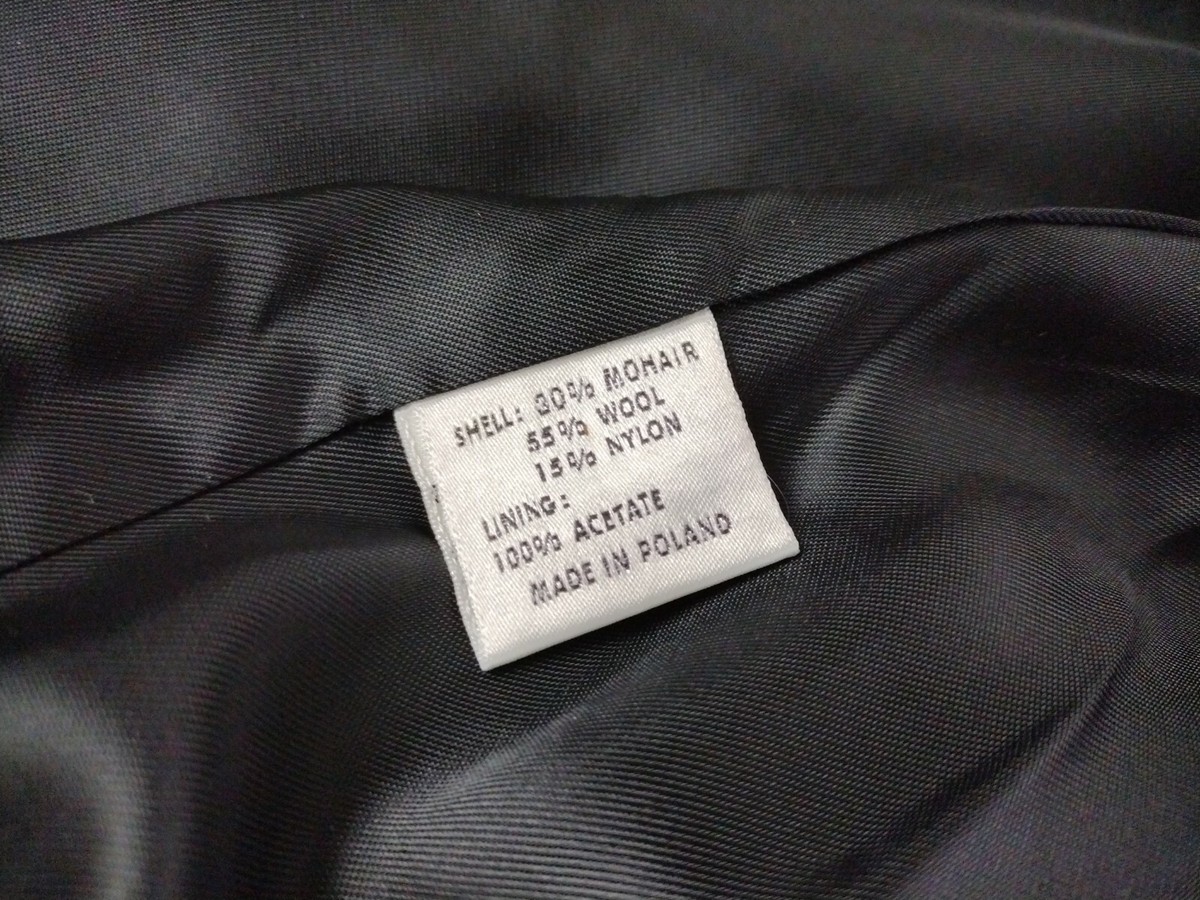 SHELL: 30% MOHAIR
55% WOOL
15% NYLON
LINING:
100% ACETATE
MADE IN POLAND